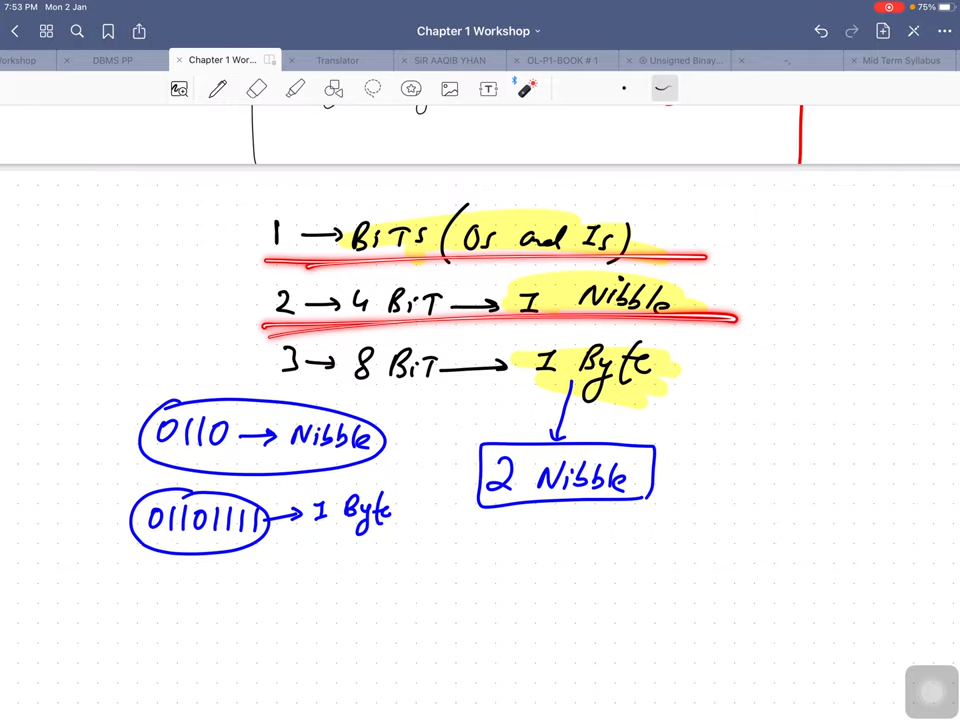 7:53 PM Mon 2 Jan
75%
Chapter 1 Workshop
orkshop
DBMS PP
Chapter 1 Wor...
Translator
SiR AAQIB YHAN
OL-P1-BOOK # 1
Unsigned Binay...
Mid Term Syllabus
1 → BiTs (0s and 1s)
2 → 4 BiT → 1 Nibble
3 → 8 BiT → 1 Byte
0110 → Nibble
2 Nibble
01101111 → 1 Byte